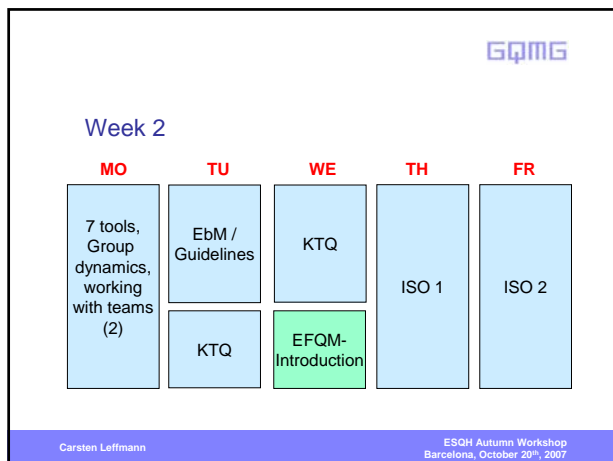 GQMG
Week 2
MO TU WE TH FR
7 tools,
Group
dynamics,
working
with teams
(2)
EbM /
Guidelines
KTQ
KTQ
EFQM-
Introduction
ISO 1
ISO 2
Carsten Leffmann
ESQH Autumn Workshop
Barcelona, October 20th, 2007